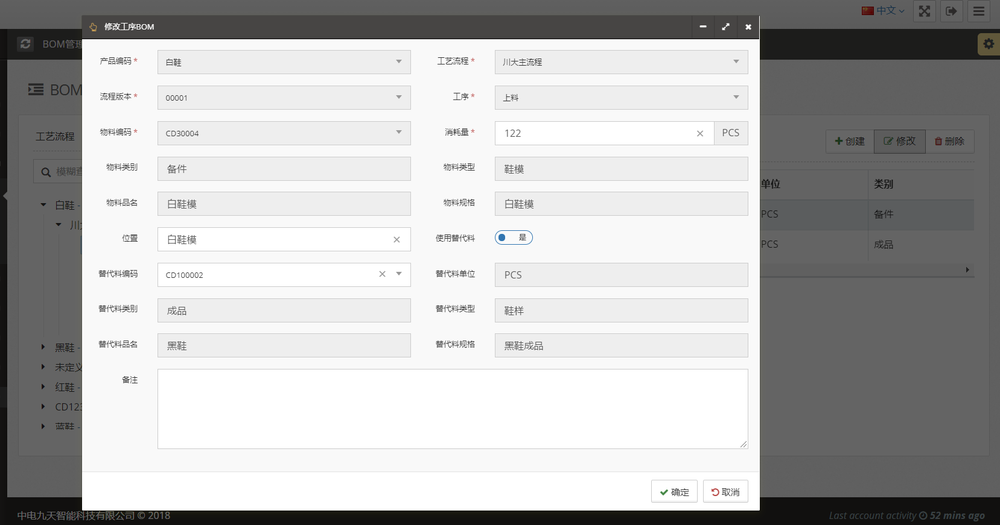 中文
修改工序BOM
BOM管理
产品编码 * 白鞋 工艺流程 * 川大主流程
BOM
流程版本 * 00001 工序 * 上料
工艺流程 物料编码 * CD30004 消耗量 * 122 PCS 创建 修改 删除
模糊查 物料类别 备件 物料类型 鞋模
单位 类别
白鞋 - 物料品名 白鞋模 物料规格 白鞋模
PCS 备件
川大
位置 白鞋模 使用替代料 是 PCS 成品
替代料编码 CD100002 替代料单位 PCS
替代料类别 成品 替代料类型 鞋样
黑鞋 - 替代料品名 黑鞋 替代料规格 黑鞋成品
未定义
红鞋 - 备注
CD123
蓝鞋 -
确定 取消
中电九天智能科技有限公司 © 2018 Last account activity 52 mins ago